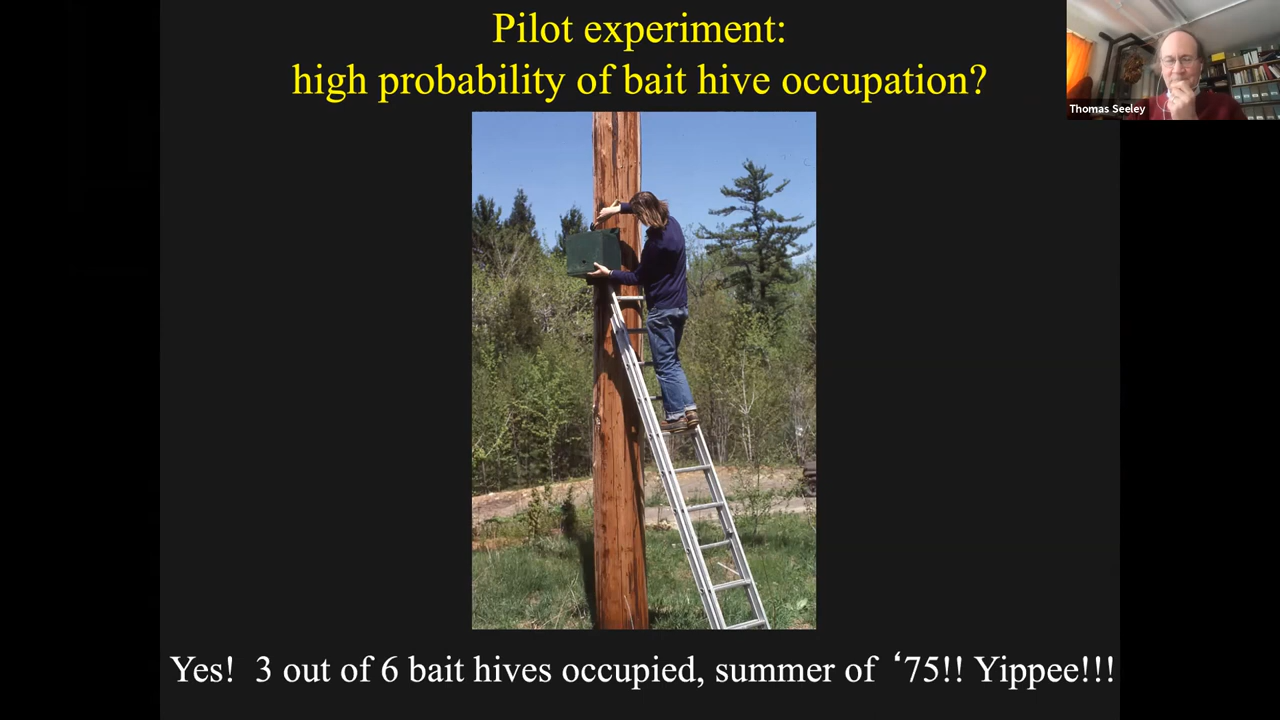 Pilot experiment:
high probability of bait hive occupation?
Thomas Seeley
Yes!  3 out of 6 bait hives occupied, summer of ‘75!! Yippee!!!